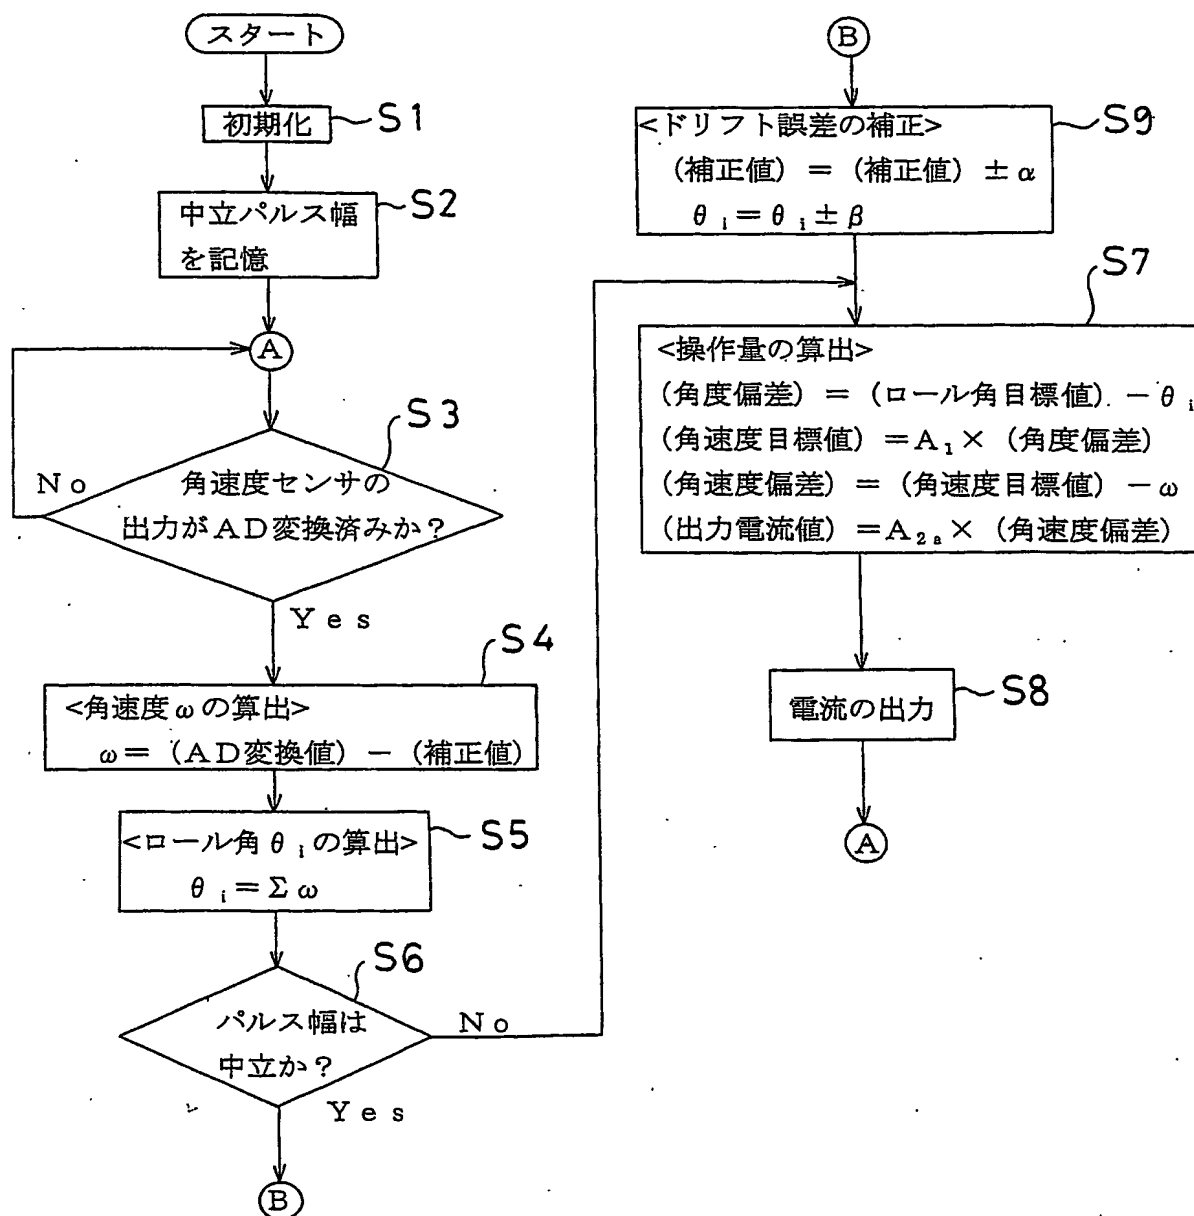 スタート
初期化
S1
中立パルス幅
を記憶
S2
A
S3
角速度センサの
出力がAD変換済みか?
No
Yes
S4
<角速度ωの算出>
ω=(AD変換値)-(補正値)
<ロール角θiの算出>
θi=Σω
S5
S6
パルス幅は
中立か?
No
Yes
B
B
<ドリフト誤差の補正>
(補正値)=(補正値)±α
θi=θi±β
S9
S7
<操作量の算出>
(角度偏差)=(ロール角目標値)-θi
(角速度目標値)=A1×(角度偏差)
(角速度偏差)=(角速度目標値)-ω
(出力電流値)=A2a×(角速度偏差)
電流の出力
S8
A